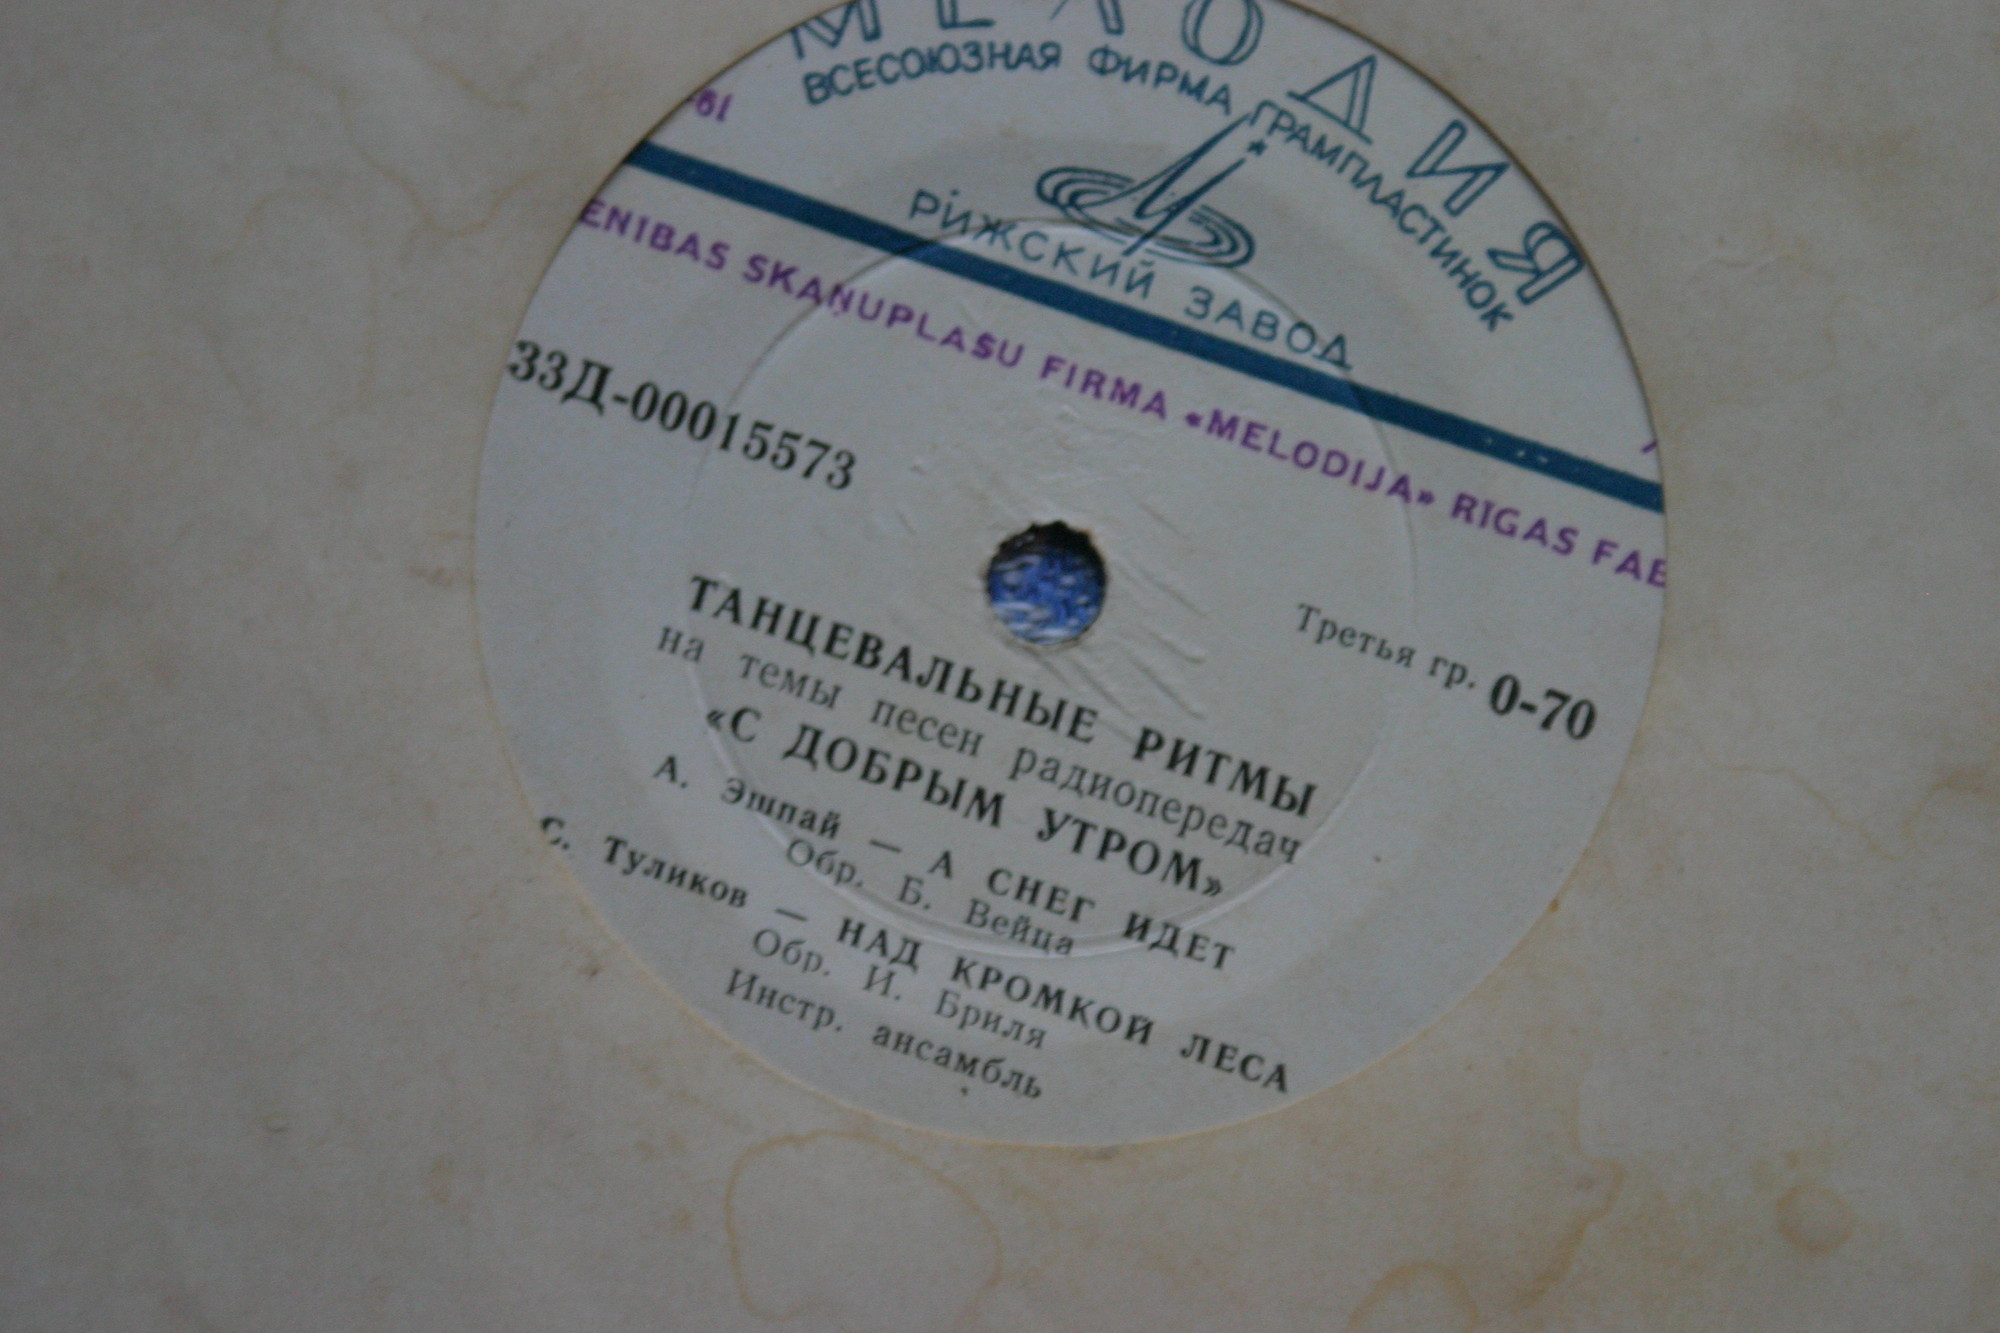 МЕЛОДИЯ
ВСЕСОЮЗНАЯ ФИРМА ГРАМПЛАСТИНОК
РИЖСКИЙ ЗАВОД
-61
ENIBAS SKAŅUPLAŠU FIRMA «MELODIJA» RIGAS FAB
33Д-00015573
Третья гр. 0-70
ТАНЦЕВАЛЬНЫЕ РИТМЫ
на темы песен радиопередач
«С ДОБРЫМ УТРОМ»
А. Эшпай — А СНЕГ ИДЕТ
Обр. Б. Вейца
С. Туликов — НАД КРОМКОЙ ЛЕСА
Обр. И. Бриля
Инстр. ансамбль